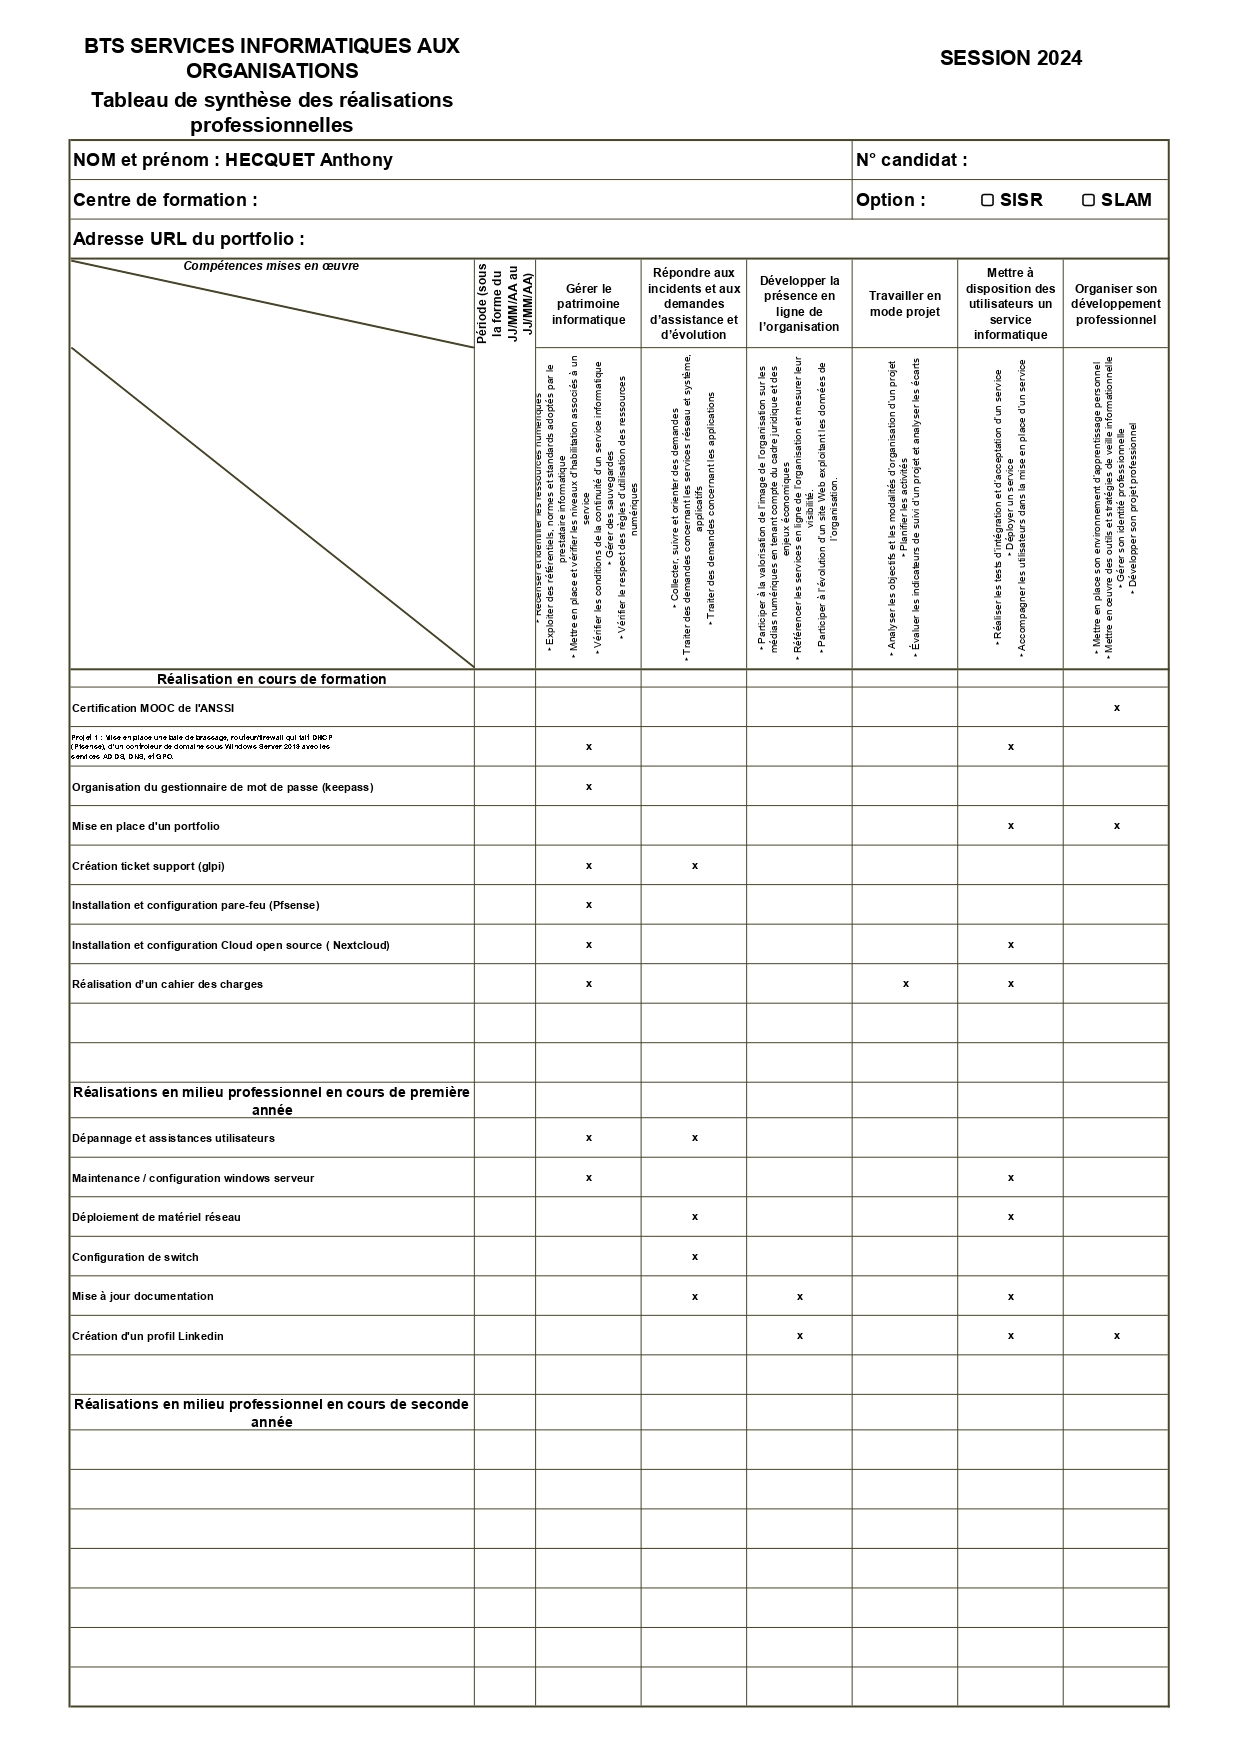 BTS SERVICES INFORMATIQUES AUX
ORGANISATIONS
SESSION 2024
Tableau de synthèse des réalisations
professionnelles
NOM et prénom : HECQUET Anthony
N° candidat :
Centre de formation :
Option :
SISR
SLAM
Adresse URL du portfolio :
Compétences mises en œuvre
Période (sous
la forme du
JJ/MM/AA au
JJ/MM/AA)
Gérer le
patrimoine
informatique
Répondre aux
incidents et aux
demandes
d'assistance et
d'évolution
Développer la
présence en
ligne de
l'organisation
Travailler en
mode projet
Mettre à
disposition des
utilisateurs un
service
informatique
Organiser son
développement
professionnel
‣ Recenser et identifier les ressources numériques
‣ Exploiter des référentiels, normes et standards adoptés par le
prestataire informatique
‣ Mettre en place et vérifier les niveaux d'habilitation associés à un
service
‣ Vérifier les conditions de la continuité d'un service informatique
‣ Gérer des sauvegardes
‣ Vérifier le respect des règles d'utilisation des ressources
numériques
‣ Collecter, suivre et orienter des demandes
‣ Traiter des demandes concernant les services réseau et système,
applicatifs
‣ Traiter des demandes concernant les applications
‣ Participer à la valorisation de l'image de l'organisation sur les
médias numériques en tenant compte du cadre juridique et des
enjeux économiques
‣ Référencer les services en ligne de l'organisation et mesurer leur
visibilité.
‣ Participer à l'évolution d'un site Web exploitant les données de
l'organisation.
‣ Analyser les objectifs et les modalités d'organisation d'un projet
‣ Planifier les activités
‣ Évaluer les indicateurs de suivi d'un projet et analyser les écarts
‣ Réaliser les tests d'intégration et d'acceptation d'un service
‣ Déployer un service
‣ Accompagner les utilisateurs dans la mise en place d'un service
‣ Mettre en place son environnement d'apprentissage personnel
‣ Mettre en œuvre des outils et stratégies de veille informationnelle
‣ Gérer son identité professionnelle
‣ Développer son projet professionnel
Réalisation en cours de formation
Certification MOOC de l'ANSSI x
Projet 1 : Mise en place une baie de brassage, routeur/firewall qui fait DHCP
(Pfsense), d'un controleur de domaine sous Windows Server 2019 avec les
services AD DS, DNS, et GPO.
x x
Organisation du gestionnaire de mot de passe (keepass) x
Mise en place d'un portfolio x x
Création ticket support (glpi) x x
Installation et configuration pare-feu (Pfsense) x
Installation et configuration Cloud open source ( Nextcloud) x x
Réalisation d'un cahier des charges x x x
Réalisations en milieu professionnel en cours de première
année
Dépannage et assistances utilisateurs x x
Maintenance / configuration windows serveur x x
Déploiement de matériel réseau x x
Configuration de switch x
Mise à jour documentation x x x
Création d'un profil Linkedin x x x
Réalisations en milieu professionnel en cours de seconde
année